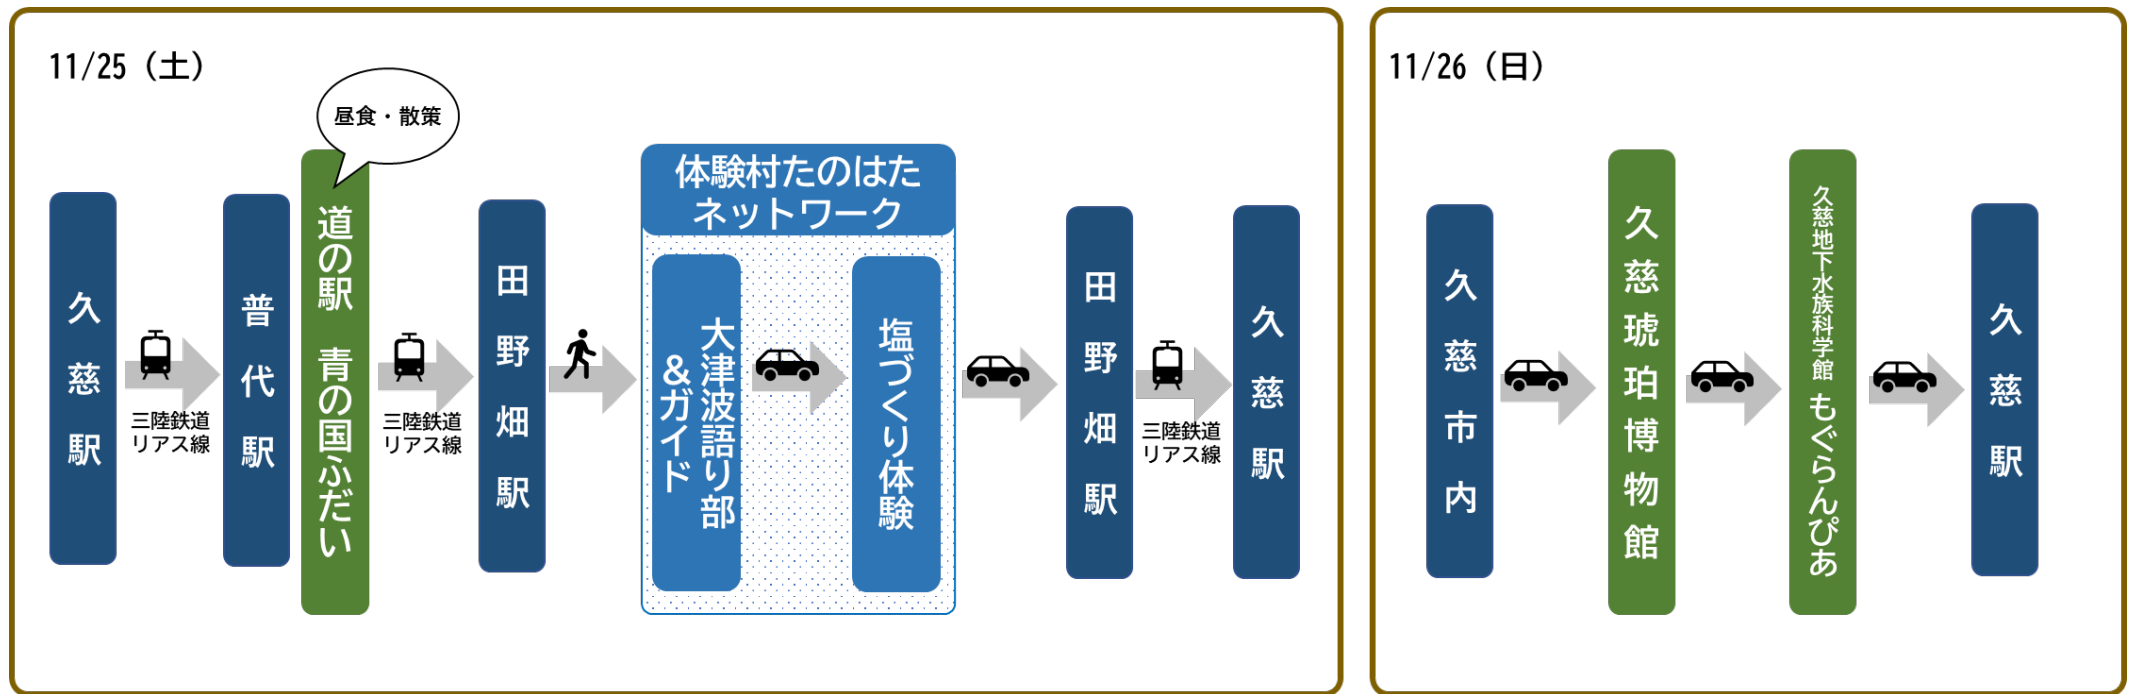 11/25（土）
昼食・散策
久慈駅
三陸鉄道
リアス線
普代駅
道の駅　青の国ふだい
三陸鉄道
リアス線
田野畑駅
体験村たのはた
ネットワーク
大津波語り部
＆ガイド
塩づくり体験
田野畑駅
三陸鉄道
リアス線
久慈駅
11/26（日）
久慈市内
久慈琥珀博物館
久慈地下水族科学館 もぐらんぴあ
久慈駅